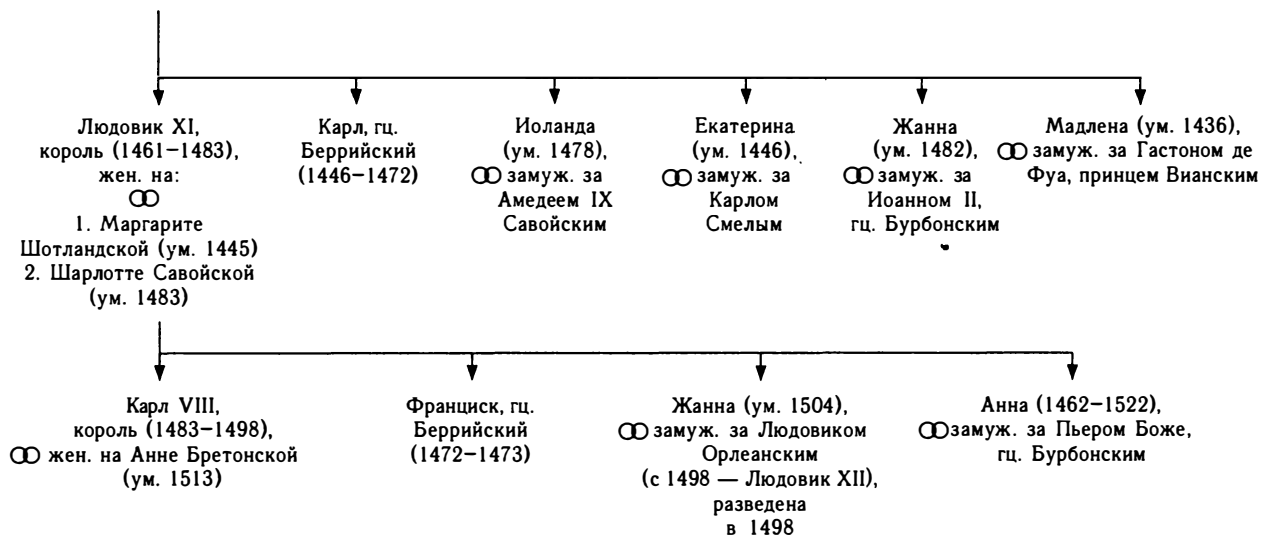 Людовик XI,
король (1461—1483),
жен. на:
1. Маргарите
Шотландской (ум. 1445)
2. Шарлотте Савойской
(ум. 1483)
Карл, гц.
Беррийский
(1446—1472)
Иоланда
(ум. 1478),
замуж. за
Амедеем IX
Савойским
Екатерина
(ум. 1446),
замуж. за
Карлом
Смелым
Жанна
(ум. 1482),
замуж. за
Иоанном II,
гц. Бурбонским
Мадлена (ум. 1436),
замуж. за Гастоном де
Фуа, принцем Вианским
Карл VIII,
король (1483—1498),
жен. на Анне Бретонской
(ум. 1513)
Франциск, гц.
Беррийский
(1472—1473)
Жанна (ум. 1504),
замуж. за Людовиком
Орлеанским
(с 1498 — Людовик XII),
разведена
в 1498
Анна (1462—1522),
замуж. за Пьером Боже,
гц. Бурбонским